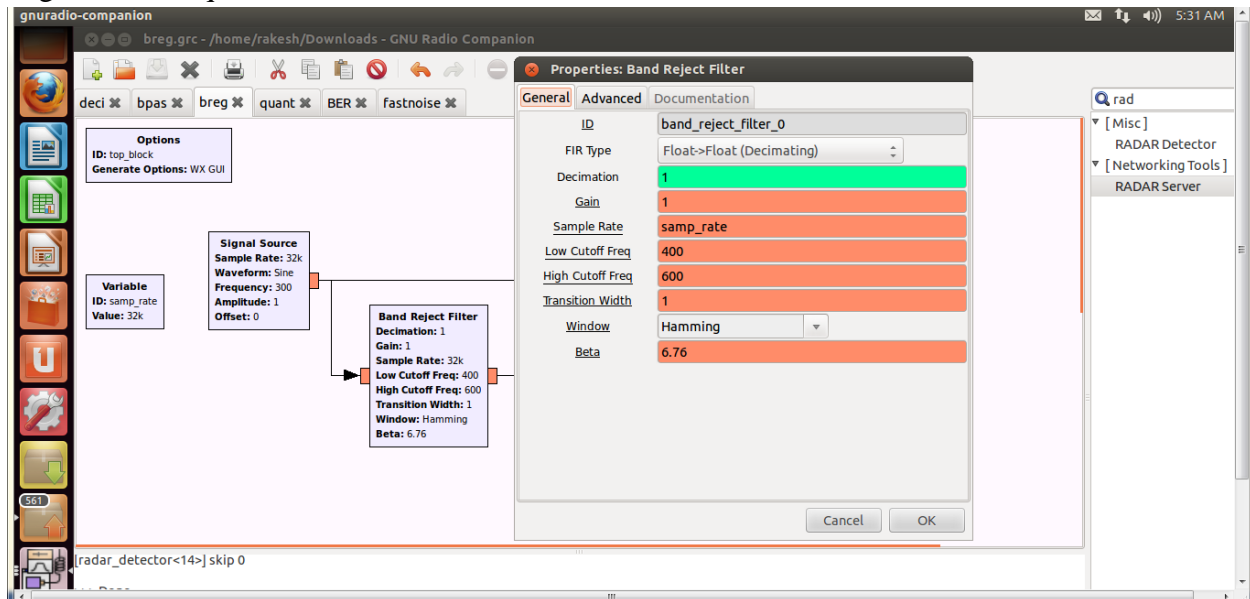 gnuradio-companion
5:31 AM
breg.grc - /home/rakesh/Downloads - GNU Radio Companion
deci
bpas
breg
quant
BER
fastnoise
Options
ID: top_block
Generate Options: WX GUI
Variable
ID: samp_rate
Value: 32k
Signal Source
Sample Rate: 32k
Waveform: Sine
Frequency: 300
Amplitude: 1
Offset: 0
Band Reject Filter
Decimation: 1
Gain: 1
Sample Rate: 32k
Low Cutoff Freq: 400
High Cutoff Freq: 600
Transition Width: 1
Window: Hamming
Beta: 6.76
Properties: Band Reject Filter
General Advanced Documentation
ID band_reject_filter_0
FIR Type Float->Float (Decimating)
Decimation 1
Gain 1
Sample Rate samp_rate
Low Cutoff Freq 400
High Cutoff Freq 600
Transition Width 1
Window Hamming
Beta 6.76
Cancel OK
rad
[ Misc ]
RADAR Detector
[ Networking Tools ]
RADAR Server
561
[radar_detector<14>] skip 0